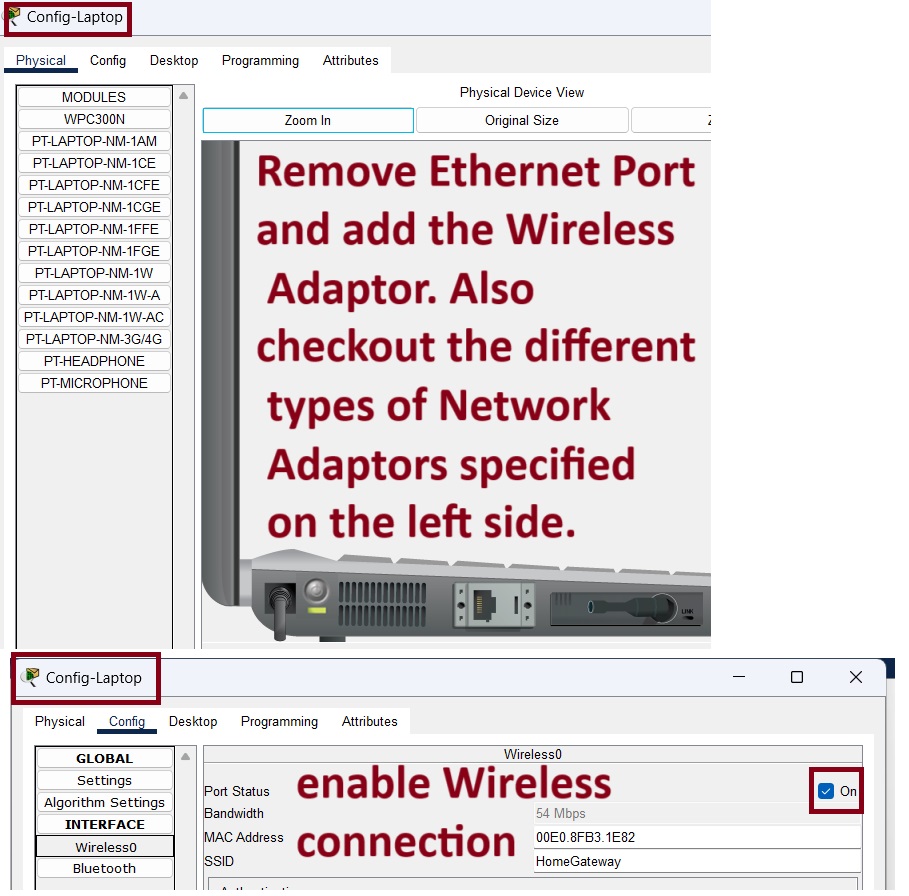 Config-Laptop
Physical Config Desktop Programming Attributes
MODULES
WPC300N
PT-LAPTOP-NM-1AM
PT-LAPTOP-NM-1CE
PT-LAPTOP-NM-1CFE
PT-LAPTOP-NM-1CGE
PT-LAPTOP-NM-1FFE
PT-LAPTOP-NM-1FGE
PT-LAPTOP-NM-1W
PT-LAPTOP-NM-1W-A
PT-LAPTOP-NM-1W-AC
PT-LAPTOP-NM-3G/4G
PT-HEADPHONE
PT-MICROPHONE
Physical Device View
Zoom In Original Size
Remove Ethernet Port
and add the Wireless
Adaptor. Also
checkout the different
types of Network
Adaptors specified
on the left side.
LINK
Config-Laptop
Physical Config Desktop Programming Attributes
GLOBAL
Settings
Algorithm Settings
INTERFACE
Wireless0
Bluetooth
Wireless0
Port Status On
Bandwidth 54 Mbps
MAC Address 00E0.8FB3.1E82
SSID HomeGateway
enable Wireless
connection